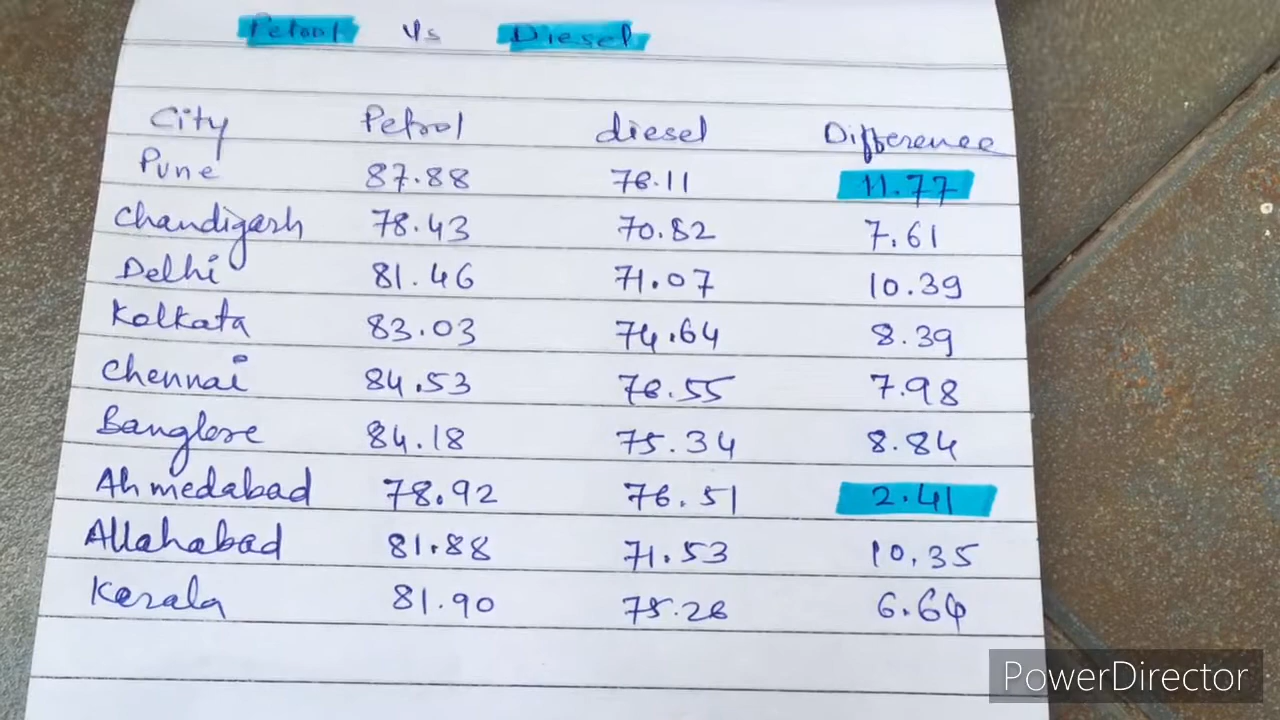 Petrol Vs Diesel
City Petrol diesel Difference
Pune 87.88 76.11 11.77
Chandigarh 78.43 70.82 7.61
Delhi 81.46 71.07 10.39
Kolkata 83.03 74.64 8.39
Chennai 84.53 76.55 7.98
Banglore 84.18 75.34 8.84
Ahmedabad 78.92 76.51 2.41
Allahabad 81.88 71.53 10.35
Kerala 81.90 75.26 6.64
PowerDirector